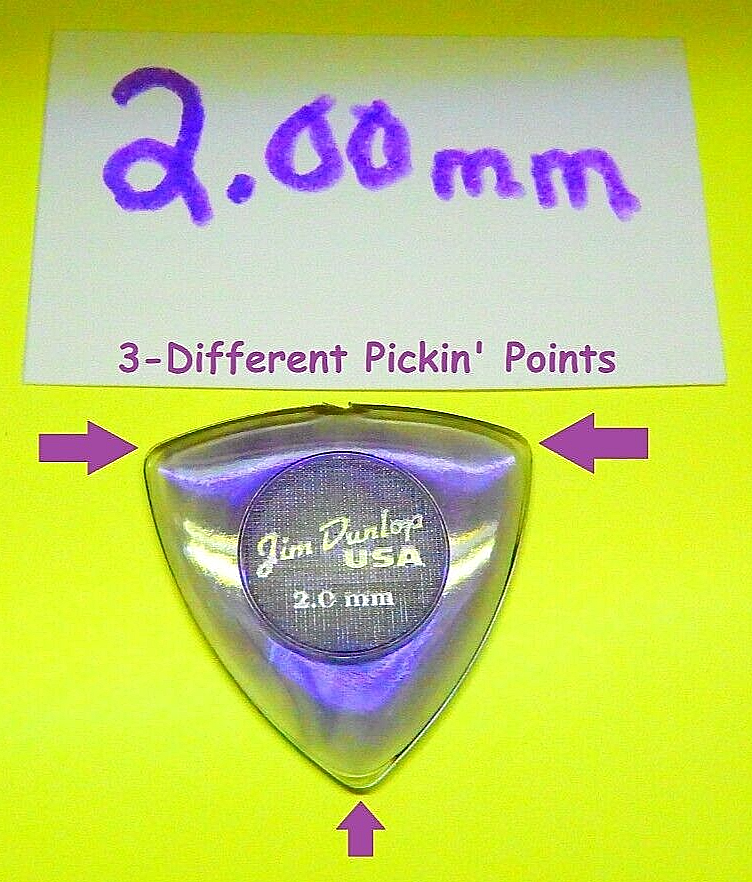 2.00mm
3-Different Pickin' Points
Jim Dunlop
USA
2.0 mm